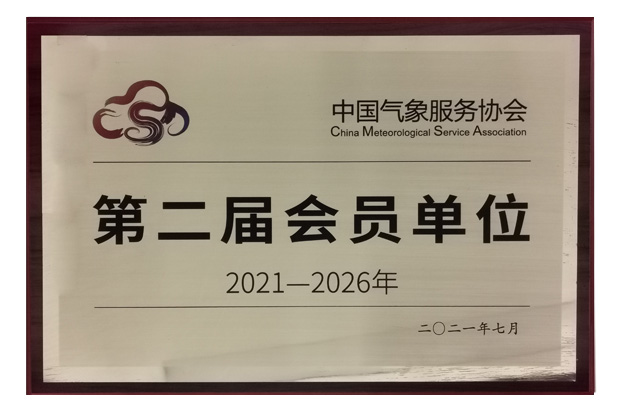 中国气象服务协会
China Meteorological Service Association
第二届会员单位
2021—2026年
二〇二一年七月